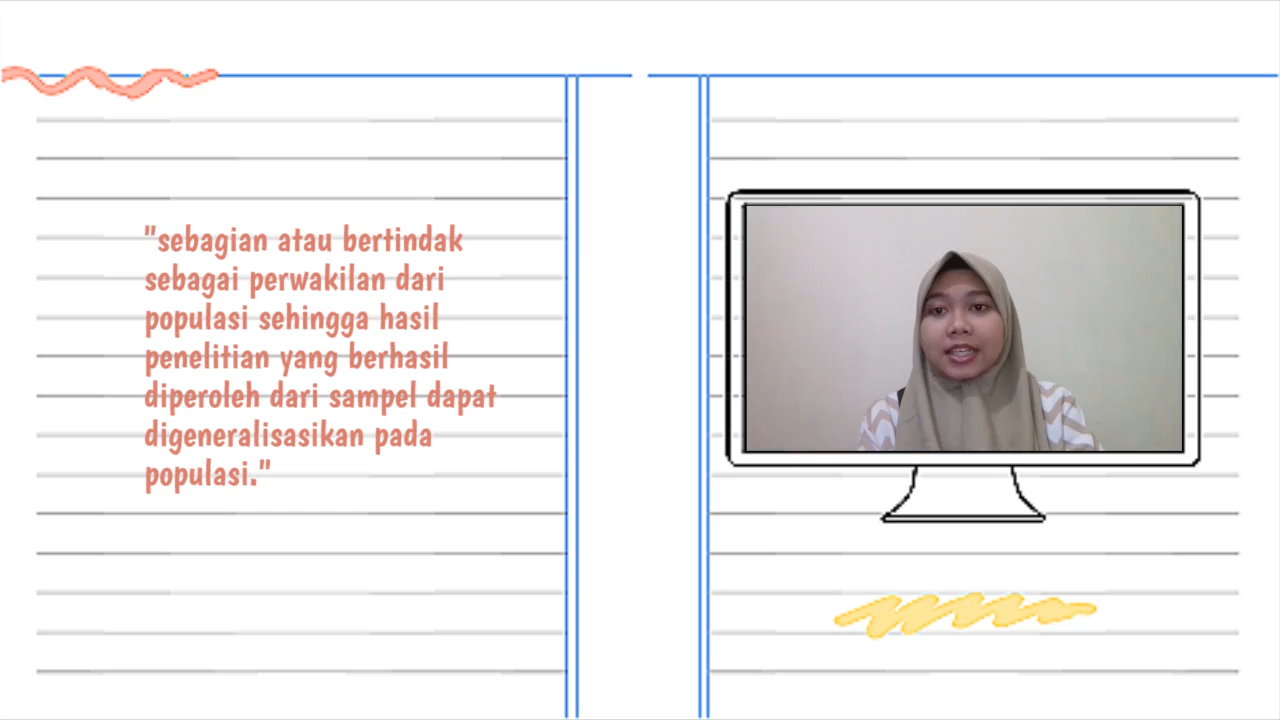 "sebagian atau bertindak
sebagai perwakilan dari
populasi sehingga hasil
penelitian yang berhasil
diperoleh dari sampel dapat
digeneralisasikan pada
populasi."